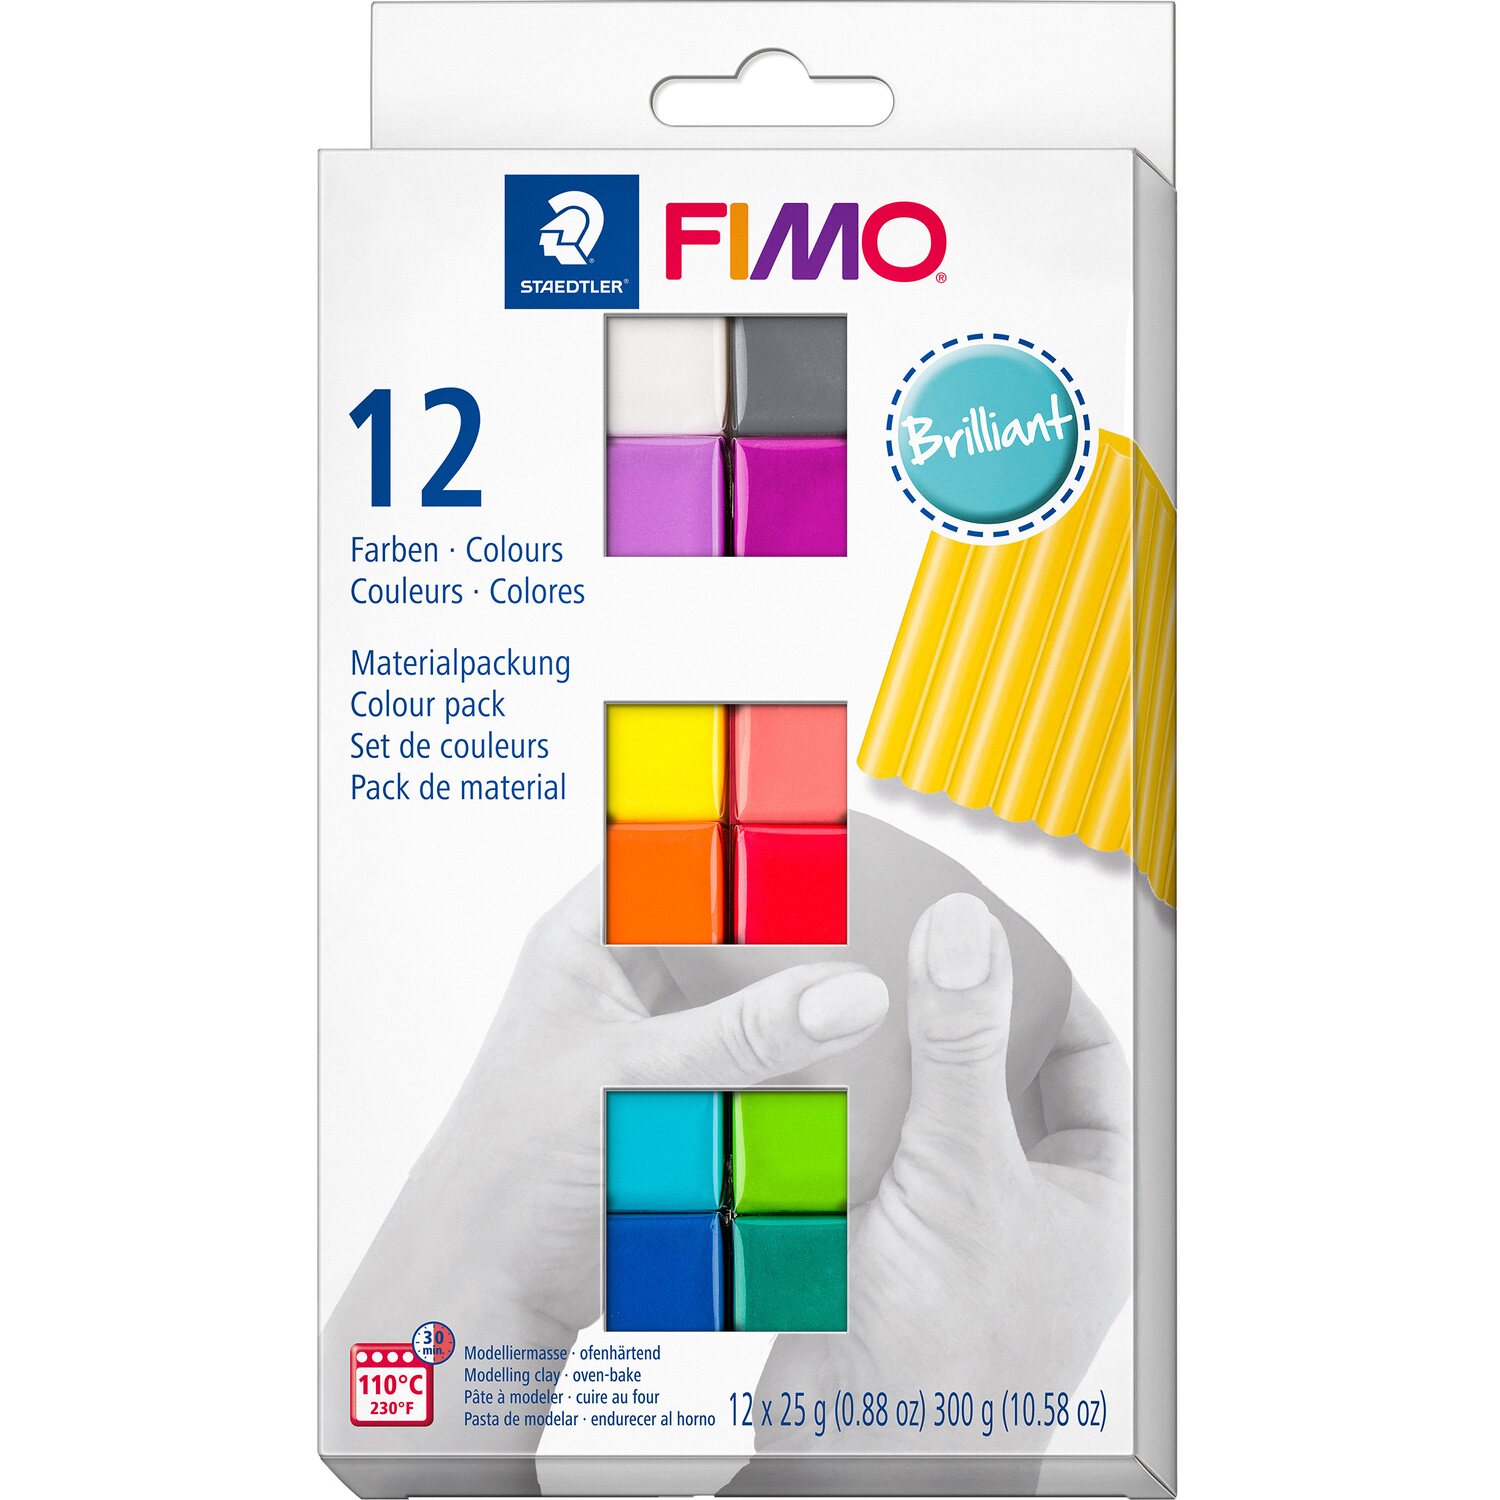 STAEDTLER®
FIMO®
12
Farben · Colours
Couleurs · Colores
Brilliant
Materialpackung
Colour pack
Set de couleurs
Pack de material
30
min.
110°C
230°F
Modelliermasse · ofenhärtend
Modelling clay · oven-bake
Pâte à modeler · cuire au four
Pasta de modelar · endurecer al horno
12 x 25 g (0.88 oz) 300 g (10.58 oz)